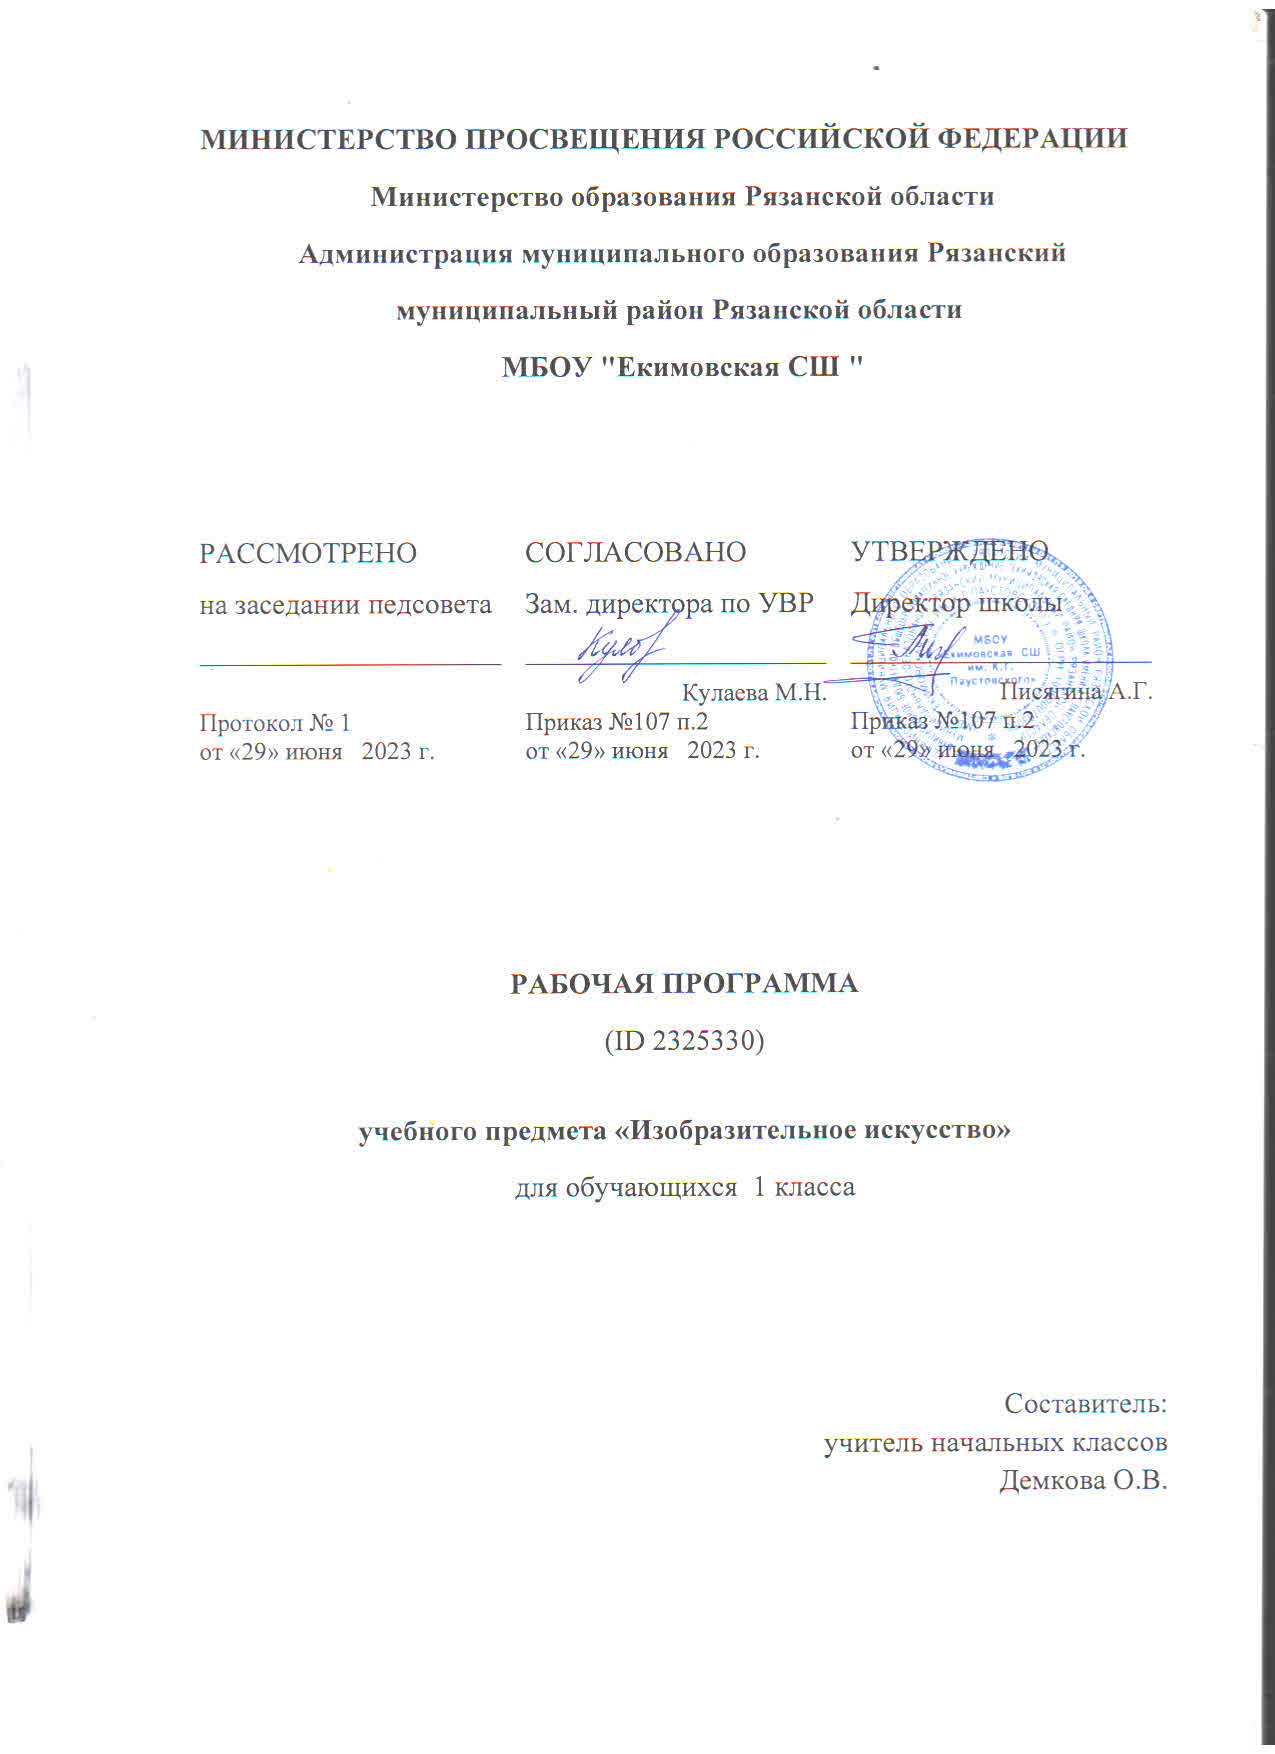 МИНИСТЕРСТВО ПРОСВЕЩЕНИЯ РОССИЙСКОЙ ФЕДЕРАЦИИ
Министерство образования Рязанской области
Администрация муниципального образования Рязанский
муниципальный район Рязанской области
МБОУ "Екимовская СШ "
РАССМОТРЕНО
на заседании педсовета
Протокол № 1
от «29» июня 2023 г.
СОГЛАСОВАНО
Зам. директора по УВР
Кулаева М.Н.
Приказ №107 п.2
от «29» июня 2023 г.
УТВЕРЖДЕНО
Директор школы
МБОУ
Екимовская СШ
им. К.Г.
Паустовского»
Писягина А.Г.
Приказ №107 п.2
от «29» июня 2023 г.
РАБОЧАЯ ПРОГРАММА
(ID 2325330)
учебного предмета «Изобразительное искусство»
для обучающихся 1 класса
Составитель:
учитель начальных классов
Демкова О.В.